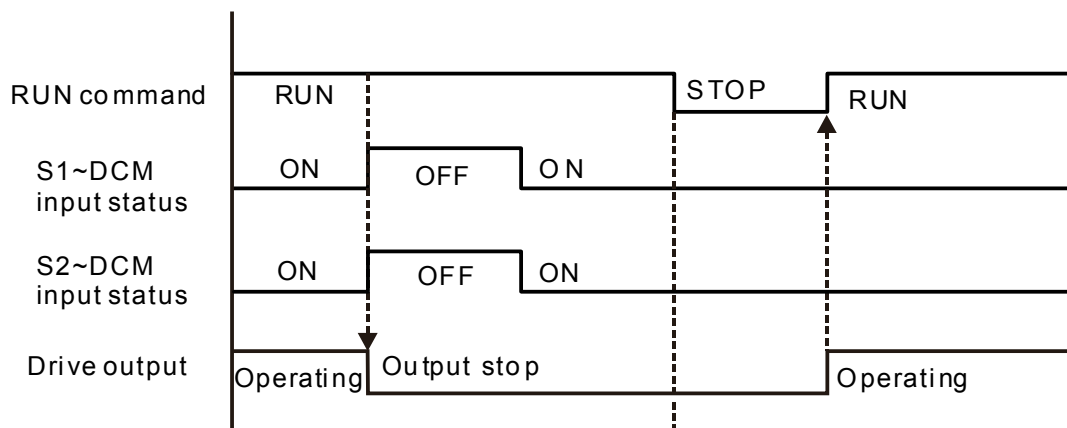 RUN command RUN STOP RUN
S1~DCM
input status
ON OFF ON
S2~DCM
input status
ON OFF ON
Drive output Operating Output stop Operating